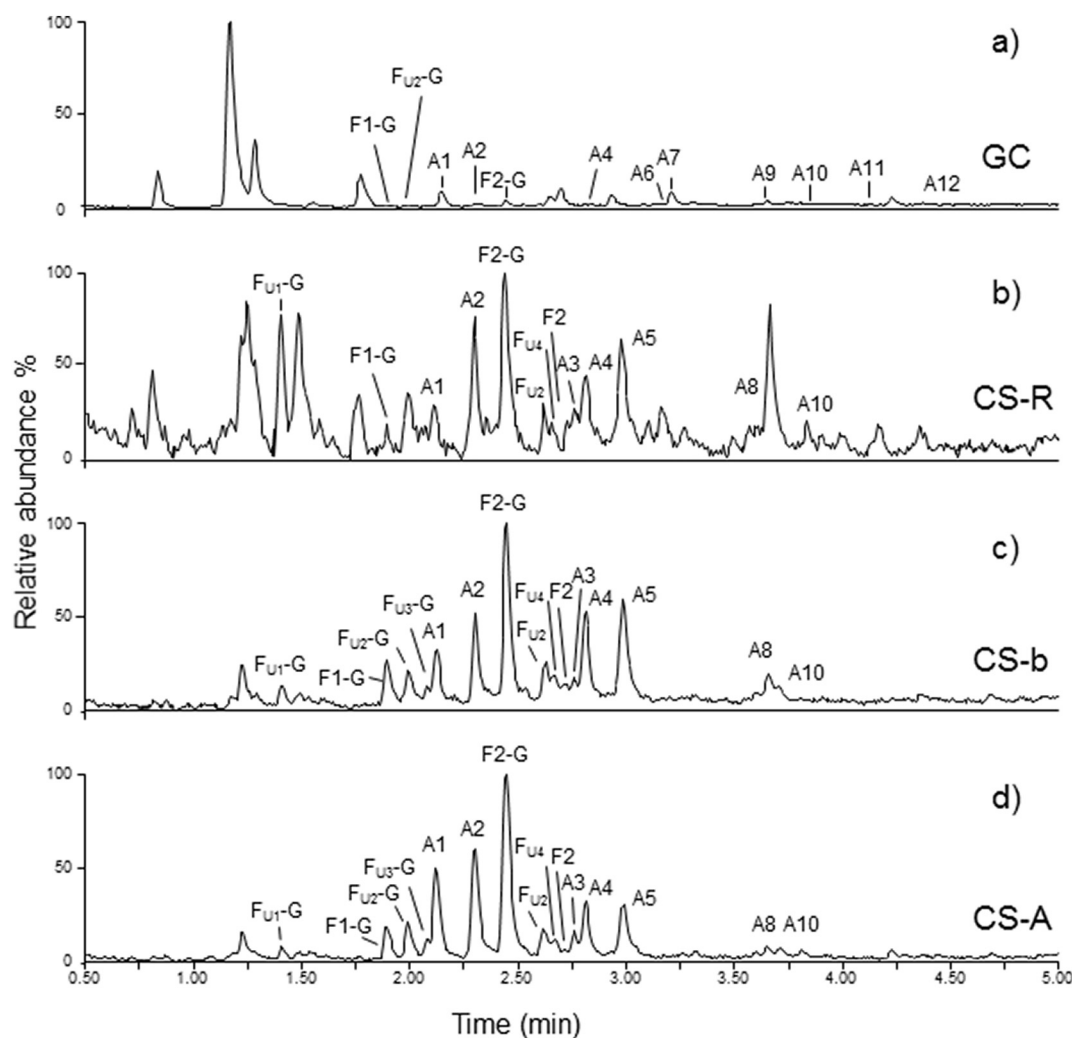 Relative abundance %
a)
GC
100
50
0
F1-G
FU2-G
A1
A2
F2-G
A4
A6
A7
A9
A10
A11
A12
b)
CS-R
100
50
0
FU1-G
F1-G
A1
A2
F2-G
FU2
FU4
F2
A3
A4
A5
A8
A10
c)
CS-b
100
50
0
FU1-G
F1-G
FU2-G
FU3-G
A1
A2
F2-G
FU2
FU4
F2
A3
A4
A5
A8
A10
d)
CS-A
100
50
0
FU1-G
F1-G
FU2-G
FU3-G
A1
A2
F2-G
FU2
FU4
F2
A3
A4
A5
A8
A10
0.50 1.00 2.00 2.50 3.00 3.50 4.00 4.50 5.00
Time (min)